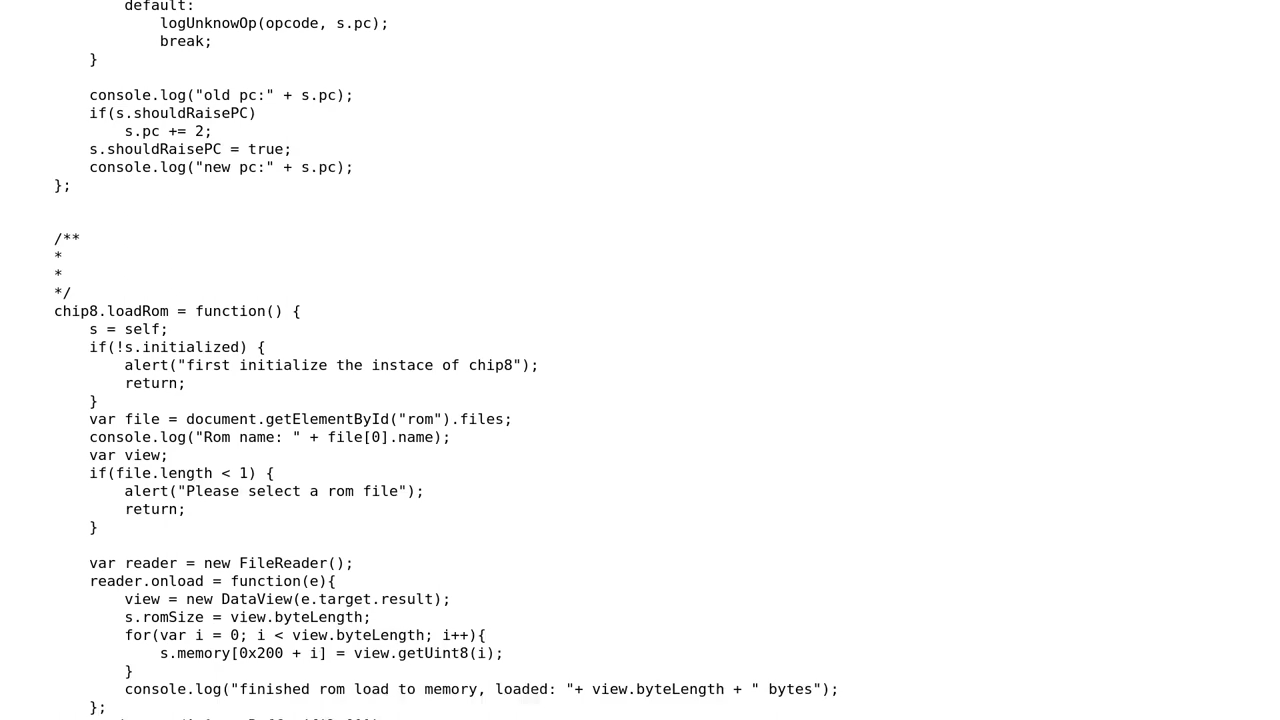 default:
logUnknowOp(opcode, s.pc);
break;
}
console.log("old pc:" + s.pc);
if(s.shouldRaisePC)
s.pc += 2;
s.shouldRaisePC = true;
console.log("new pc:" + s.pc);
};
/**
*
*
*/
chip8.loadRom = function() {
s = self;
if(!s.initialized) {
alert("first initialize the instace of chip8");
return;
}
var file = document.getElementById("rom").files;
console.log("Rom name: " + file[0].name);
var view;
if(file.length < 1) {
alert("Please select a rom file");
return;
}
var reader = new FileReader();
reader.onload = function(e){
view = new DataView(e.target.result);
s.romSize = view.byteLength;
for(var i = 0; i < view.byteLength; i++){
s.memory[0x200 + i] = view.getUint8(i);
}
console.log("finished rom load to memory, loaded: "+ view.byteLength + " bytes");
};